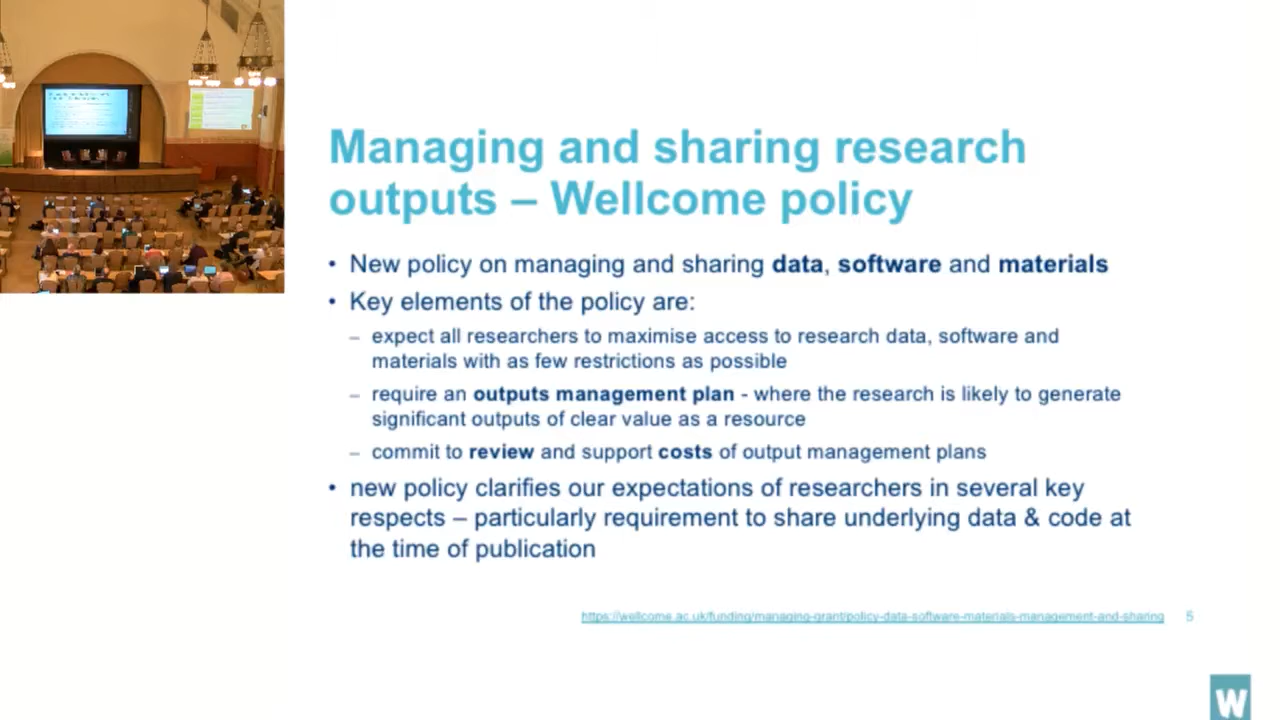 Managing and sharing research
outputs – Wellcome policy
• New policy on managing and sharing data, software and materials
• Key elements of the policy are:
– expect all researchers to maximise access to research data, software and
materials with as few restrictions as possible
– require an outputs management plan - where the research is likely to generate
significant outputs of clear value as a resource
– commit to review and support costs of output management plans
• new policy clarifies our expectations of researchers in several key
respects – particularly requirement to share underlying data & code at
the time of publication
https://wellcome.ac.uk/funding/managing-grant/policy-data-software-materials-management-and-sharing 5
W